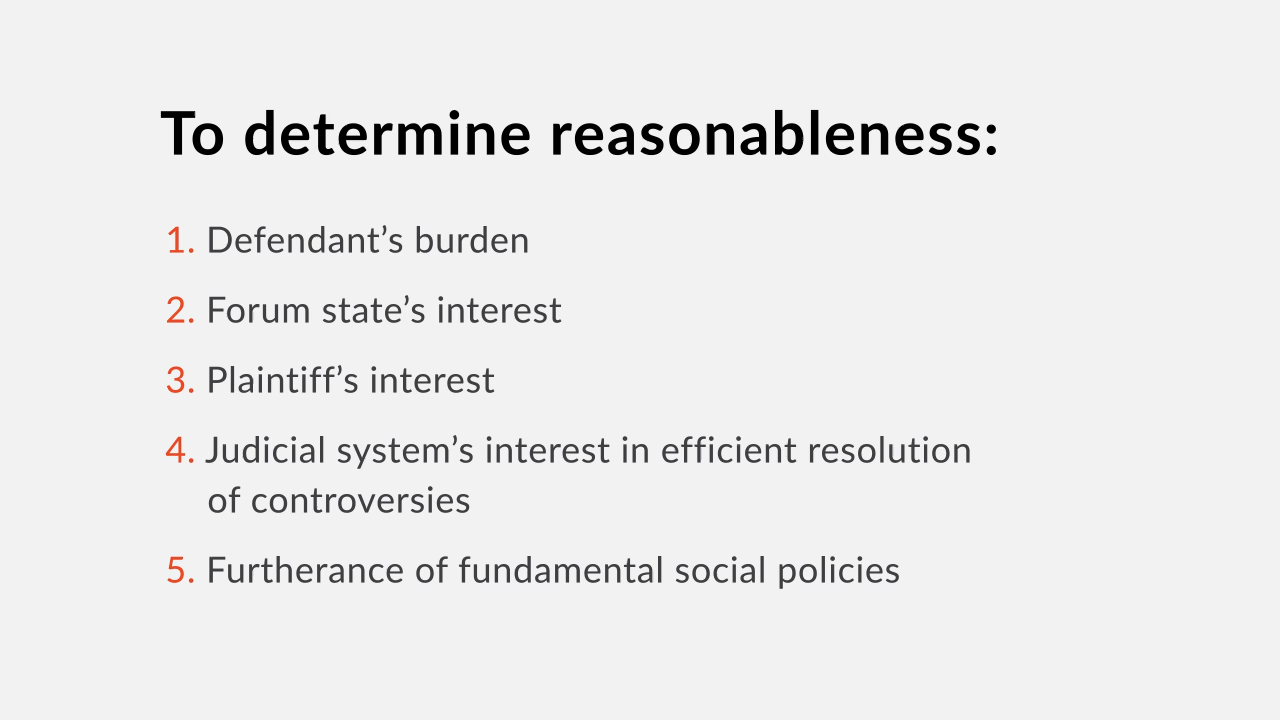 To determine reasonableness:
1. Defendant’s burden
2. Forum state’s interest
3. Plaintiff’s interest
4. Judicial system’s interest in efficient resolution
of controversies
5. Furtherance of fundamental social policies